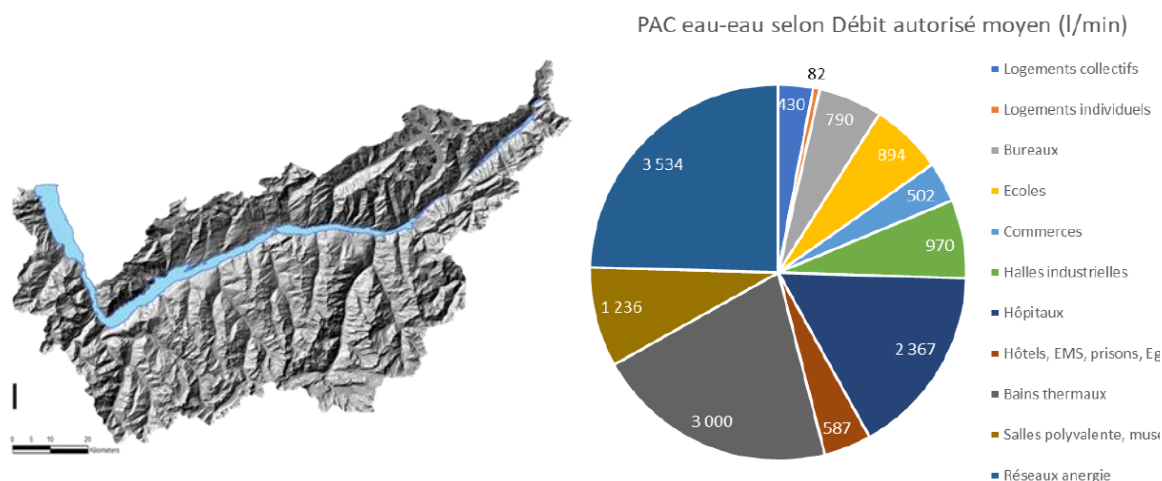 PAC eau-eau selon Débit autorisé moyen (l/min)
0 10 20
Kilometers
430
82
790
894
502
970
2 367
587
3 000
1 236
3 534
Logements collectifs
Logements individuels
Bureaux
Ecoles
Commerces
Halles industrielles
Hôpitaux
Hôtels, EMS, prisons, Eg
Bains thermaux
Salles polyvalente, musé
Réseaux anergie